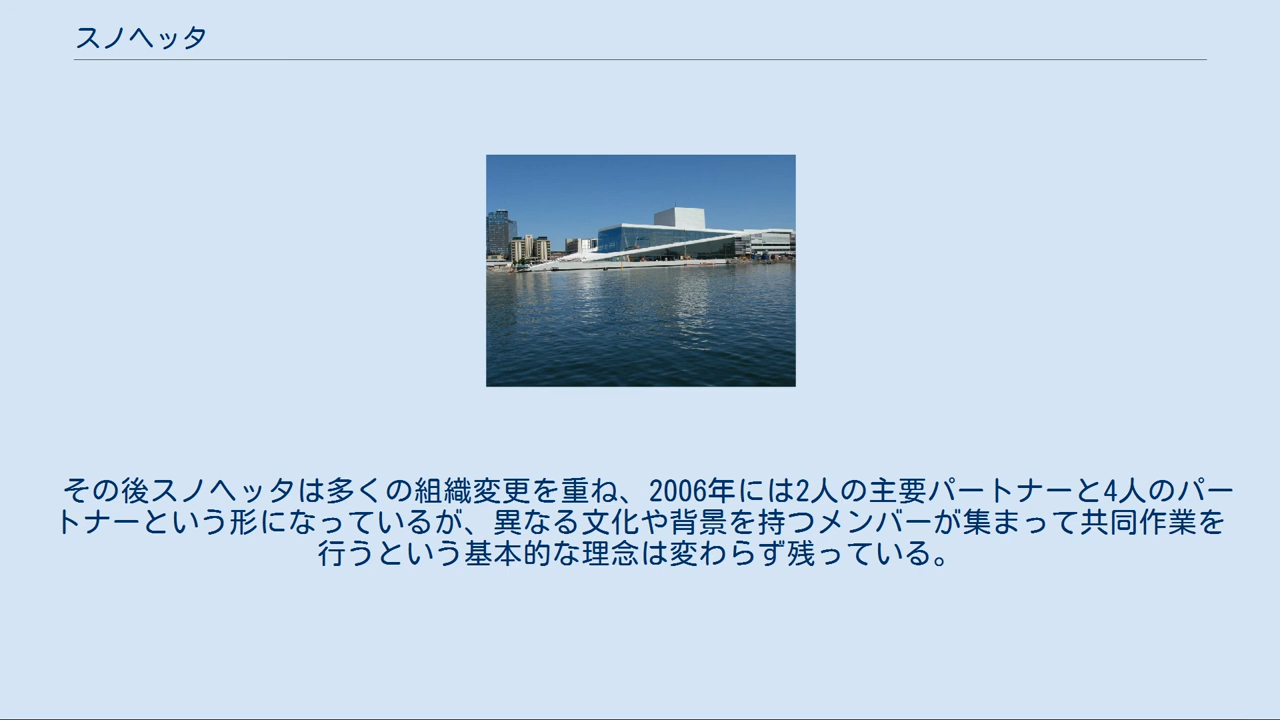 スノヘッタ
その後スノヘッタは多くの組織変更を重ね、2006年には2人の主要パートナーと4人のパー
トナーという形になっているが、異なる文化や背景を持つメンバーが集まって共同作業を
行うという基本的な理念は変わらず残っている。